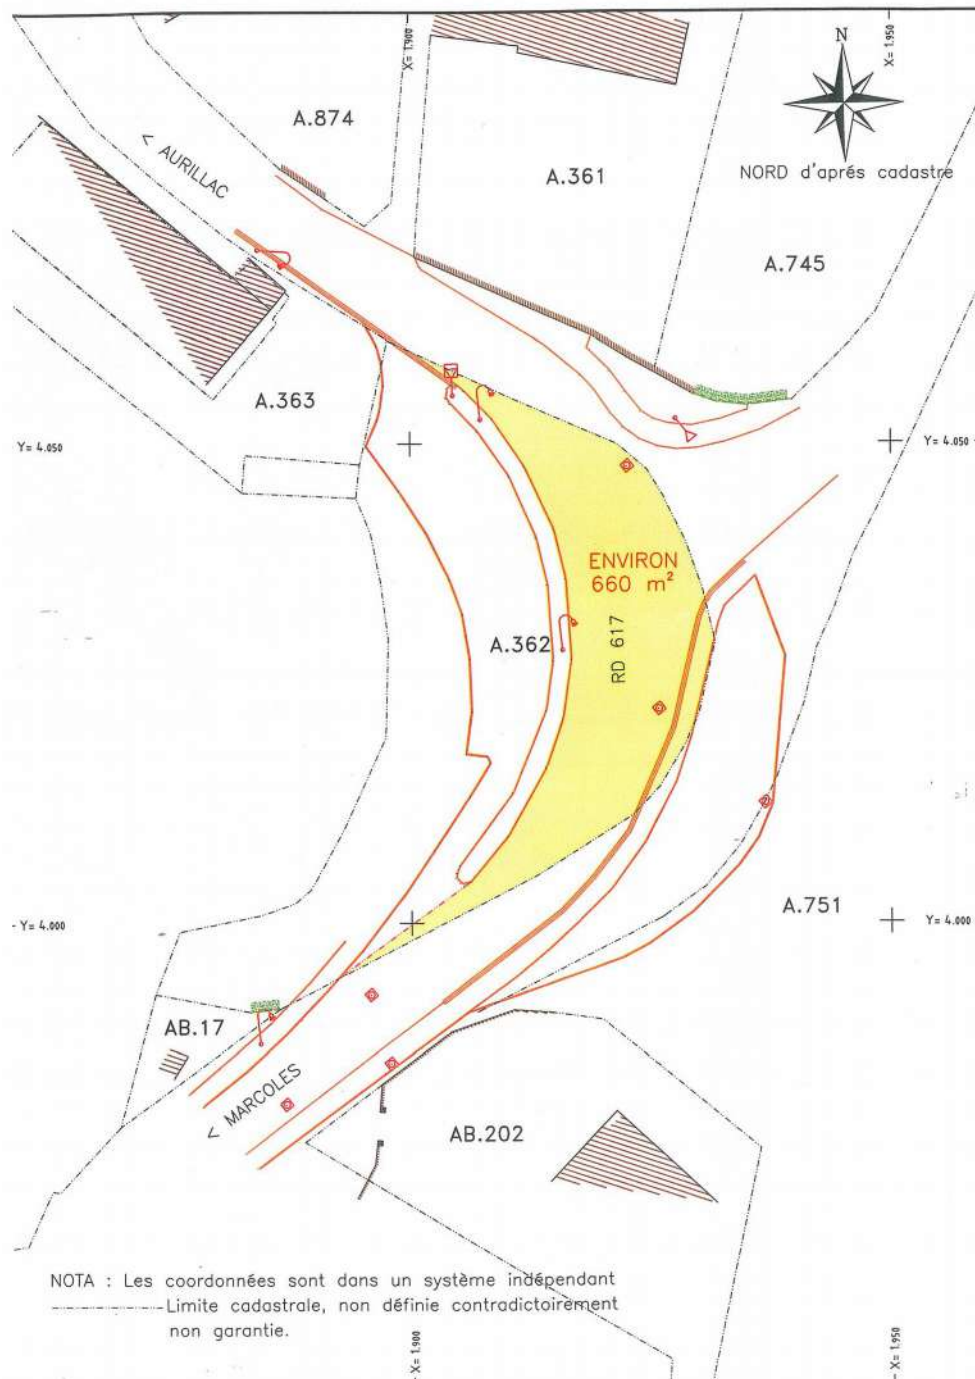 X= 1.900
X= 1.950
N
NORD d'aprés cadastre
A.874
< AURILLAC
A.361
A.745
A.363
Y= 4.050
Y= 4.050
ENVIRON
660 m²
A.362
RD 617
A.751
Y= 4.000
Y= 4.000
AB.17
< MARCOLES
AB.202
NOTA : Les coordonnées sont dans un système indépendant
Limite cadastrale, non définie contradictoirement
non garantie.
X= 1.900
X= 1.950